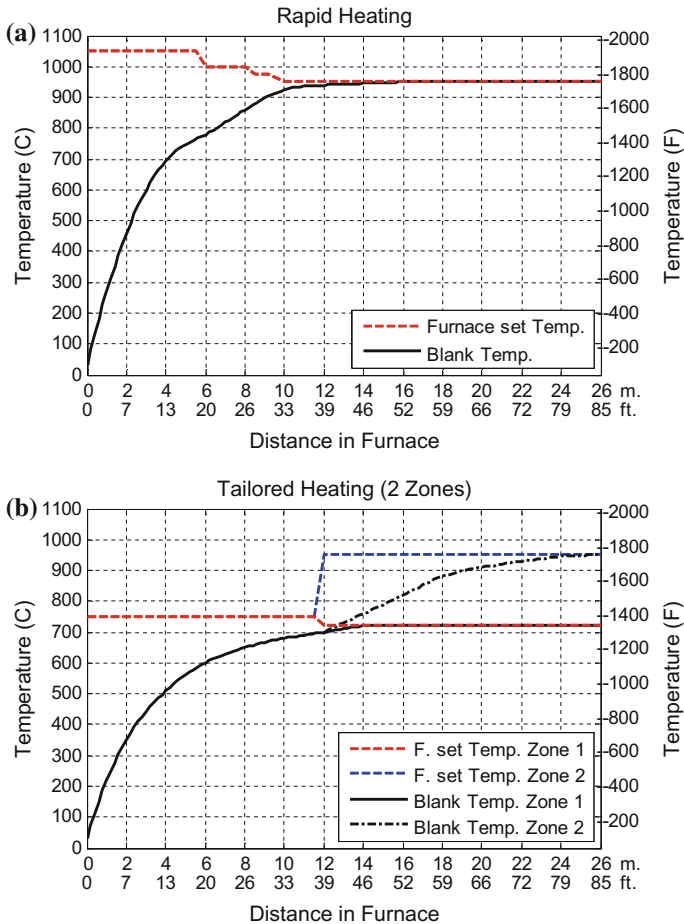 (a)
Rapid Heating
1100
1000
900
800
700
600
500
400
300
200
100
0
Temperature (C)
2000
1800
1600
1400
1200
1000
800
600
400
200
Temperature (F)
Furnace set Temp.
Blank Temp.
0 2 4 6 8 10 12 14 16 18 20 22 24 26 m.
0 7 13 20 26 33 39 46 52 59 66 72 79 85 ft.
Distance in Furnace
(b)
Tailored Heating (2 Zones)
1100
1000
900
800
700
600
500
400
300
200
100
0
Temperature (C)
2000
1800
1600
1400
1200
1000
800
600
400
200
Temperature (F)
F. set Temp. Zone 1
F. set Temp. Zone 2
Blank Temp. Zone 1
Blank Temp. Zone 2
0 2 4 6 8 10 12 14 16 18 20 22 24 26 m.
0 7 13 20 26 33 39 46 52 59 66 72 79 85 ft.
Distance in Furnace